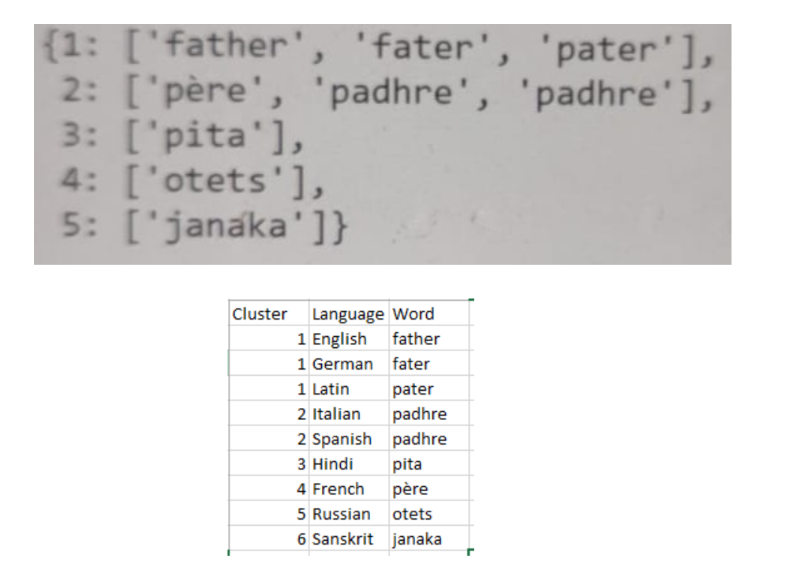 {1: ['father', 'fater', 'pater'],
2: ['père', 'padhre', 'padhre'],
3: ['pita'],
4: ['otets'],
5: ['janaka']}
Cluster Language Word
1 English father
1 German fater
1 Latin pater
2 Italian padhre
2 Spanish padhre
3 Hindi pita
4 French père
5 Russian otets
6 Sanskrit janaka